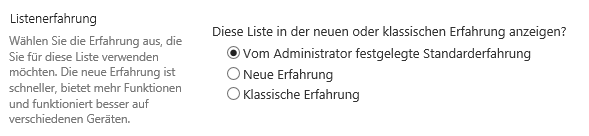 Listenerfahrung
Wählen Sie die Erfahrung aus, die
Sie für diese Liste verwenden
möchten. Die neue Erfahrung ist
schneller, bietet mehr Funktionen
und funktioniert besser auf
verschiedenen Geräten.
Diese Liste in der neuen oder klassischen Erfahrung anzeigen?
Vom Administrator festgelegte Standarderfahrung
Neue Erfahrung
Klassische Erfahrung